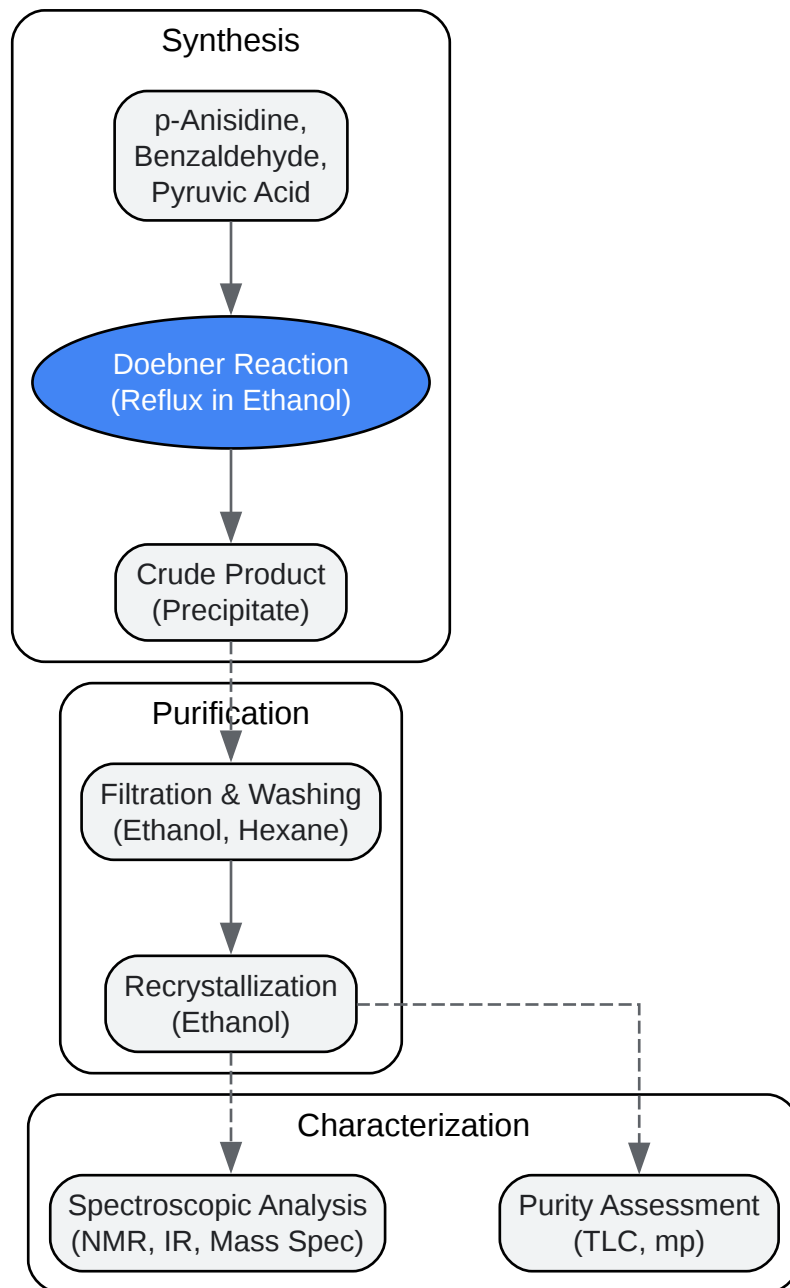 Synthesis
p-Anisidine,
Benzaldehyde,
Pyruvic Acid
Doebner Reaction
(Reflux in Ethanol)
Crude Product
(Precipitate)
Purification
Filtration & Washing
(Ethanol, Hexane)
Recrystallization
(Ethanol)
Characterization
Spectroscopic Analysis
(NMR, IR, Mass Spec)
Purity Assessment
(TLC, mp)